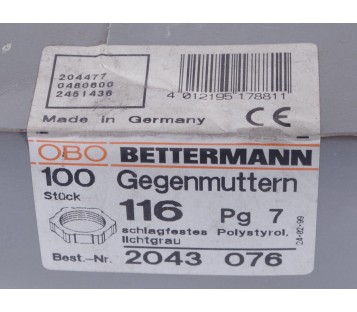 204477
0480600
2451436
4 012195 178811
Made in Germany CE
OBO BETTERMANN
100 Gegenmuttern
Stück 116 Pg 7
schlagfestes Polystyrol,
lichtgrau
Best.-Nr. 2043 076
24-02-99